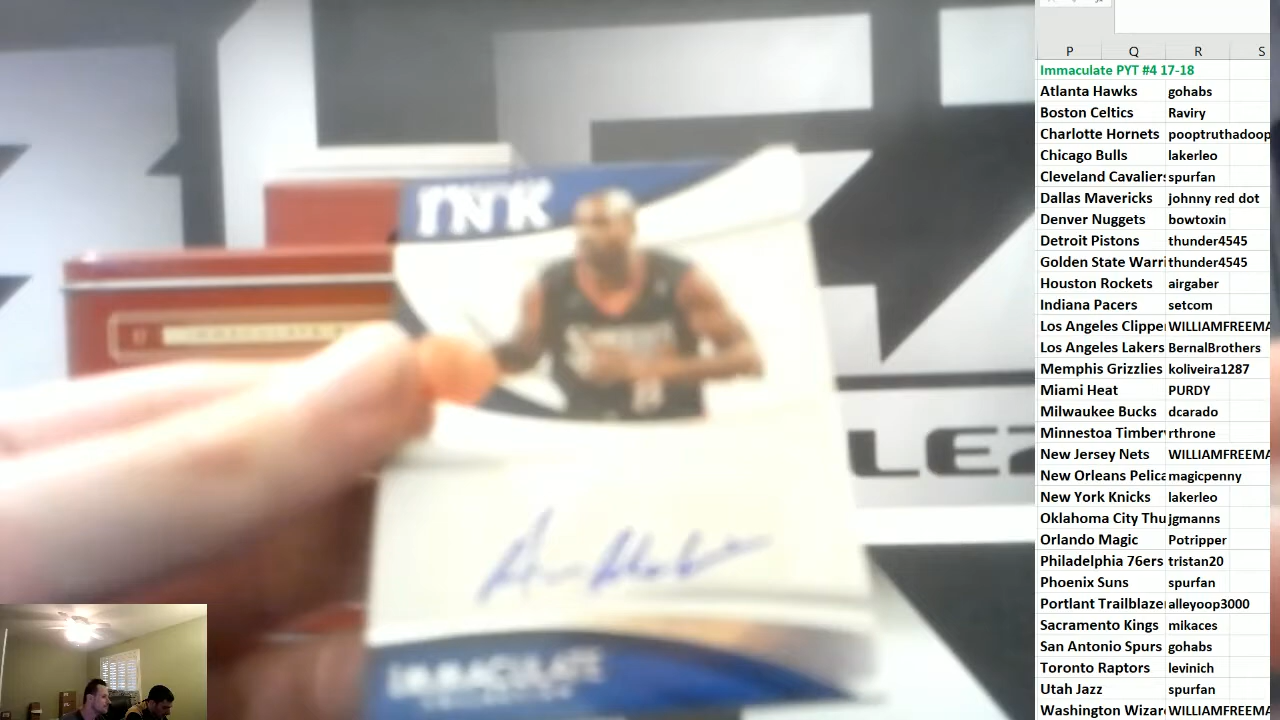 P Q R S
Immaculate PYT #4 17-18
Atlanta Hawks gohabs
Boston Celtics Raviry
Charlotte Hornets pooptruthadoop
Chicago Bulls lakerleo
Cleveland Cavaliers spurfan
Dallas Mavericks johnny red dot
Denver Nuggets bowtoxin
Detroit Pistons thunder4545
Golden State Warri thunder4545
Houston Rockets airgaber
Indiana Pacers setcom
Los Angeles Clippe WILLIAMFREEMA
Los Angeles Lakers BernalBrothers
Memphis Grizzlies koliveira1287
Miami Heat PURDY
Milwaukee Bucks dcarado
Minnestoa Timber rthrone
New Jersey Nets WILLIAMFREEMA
New Orleans Pelica magicpenny
New York Knicks lakerleo
Oklahoma City Thu jgmanns
Orlando Magic Potripper
Philadelphia 76ers tristan20
Phoenix Suns spurfan
Portlant Trailblazer alleyoop3000
Sacramento Kings mikaces
San Antonio Spurs gohabs
Toronto Raptors levinich
Utah Jazz spurfan
Washington Wizar WILLIAMFREEMA
INK
IMMACULATE
LEZ